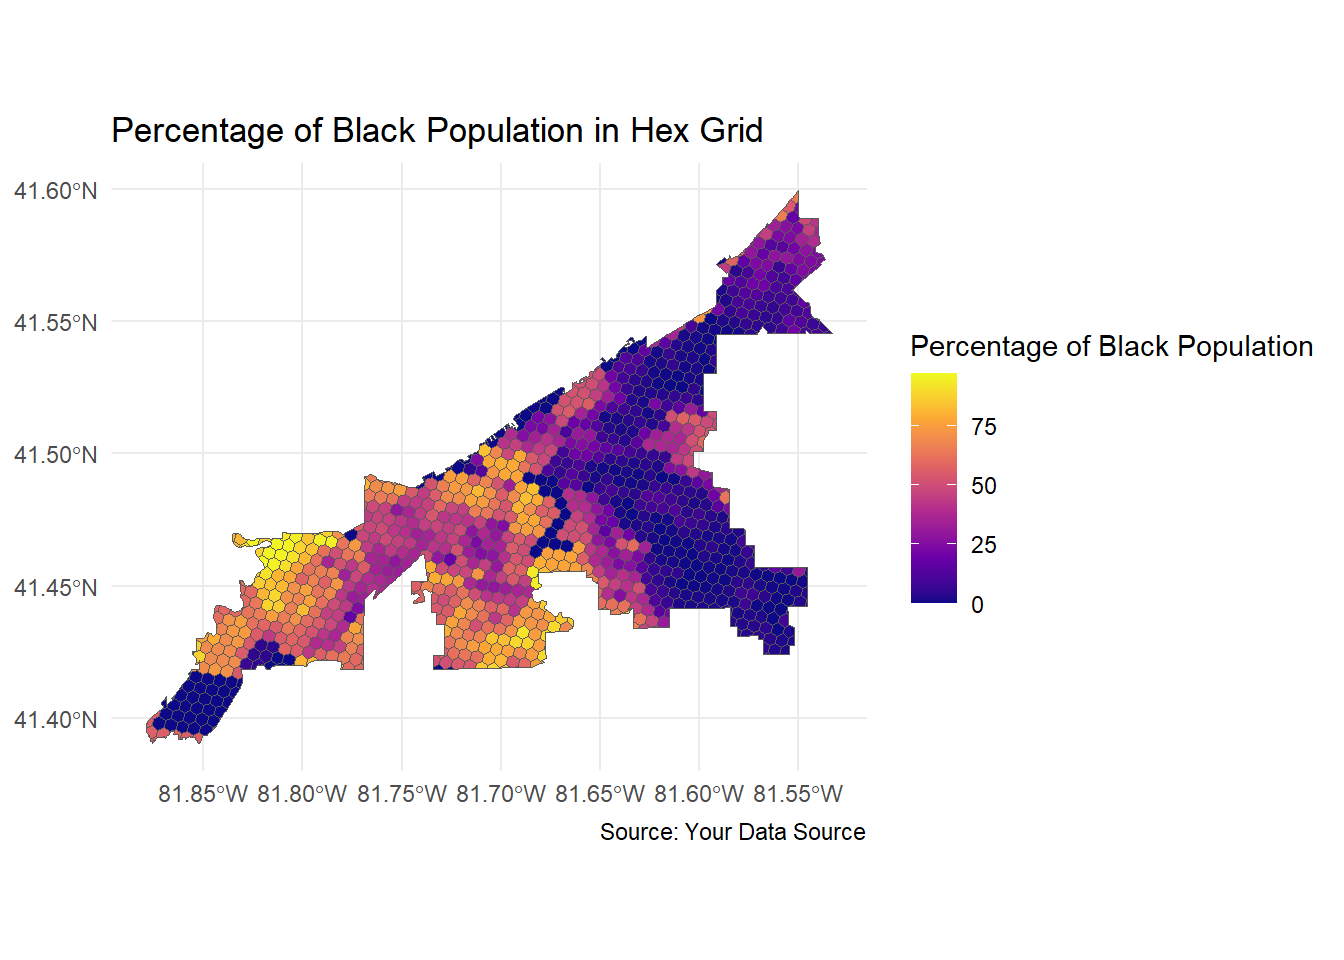 Percentage of Black Population in Hex Grid
41.60°N
41.55°N
41.50°N
41.45°N
41.40°N
81.85°W 81.80°W 81.75°W 81.70°W 81.65°W 81.60°W 81.55°W
Source: Your Data Source
Percentage of Black Population
75
50
25
0